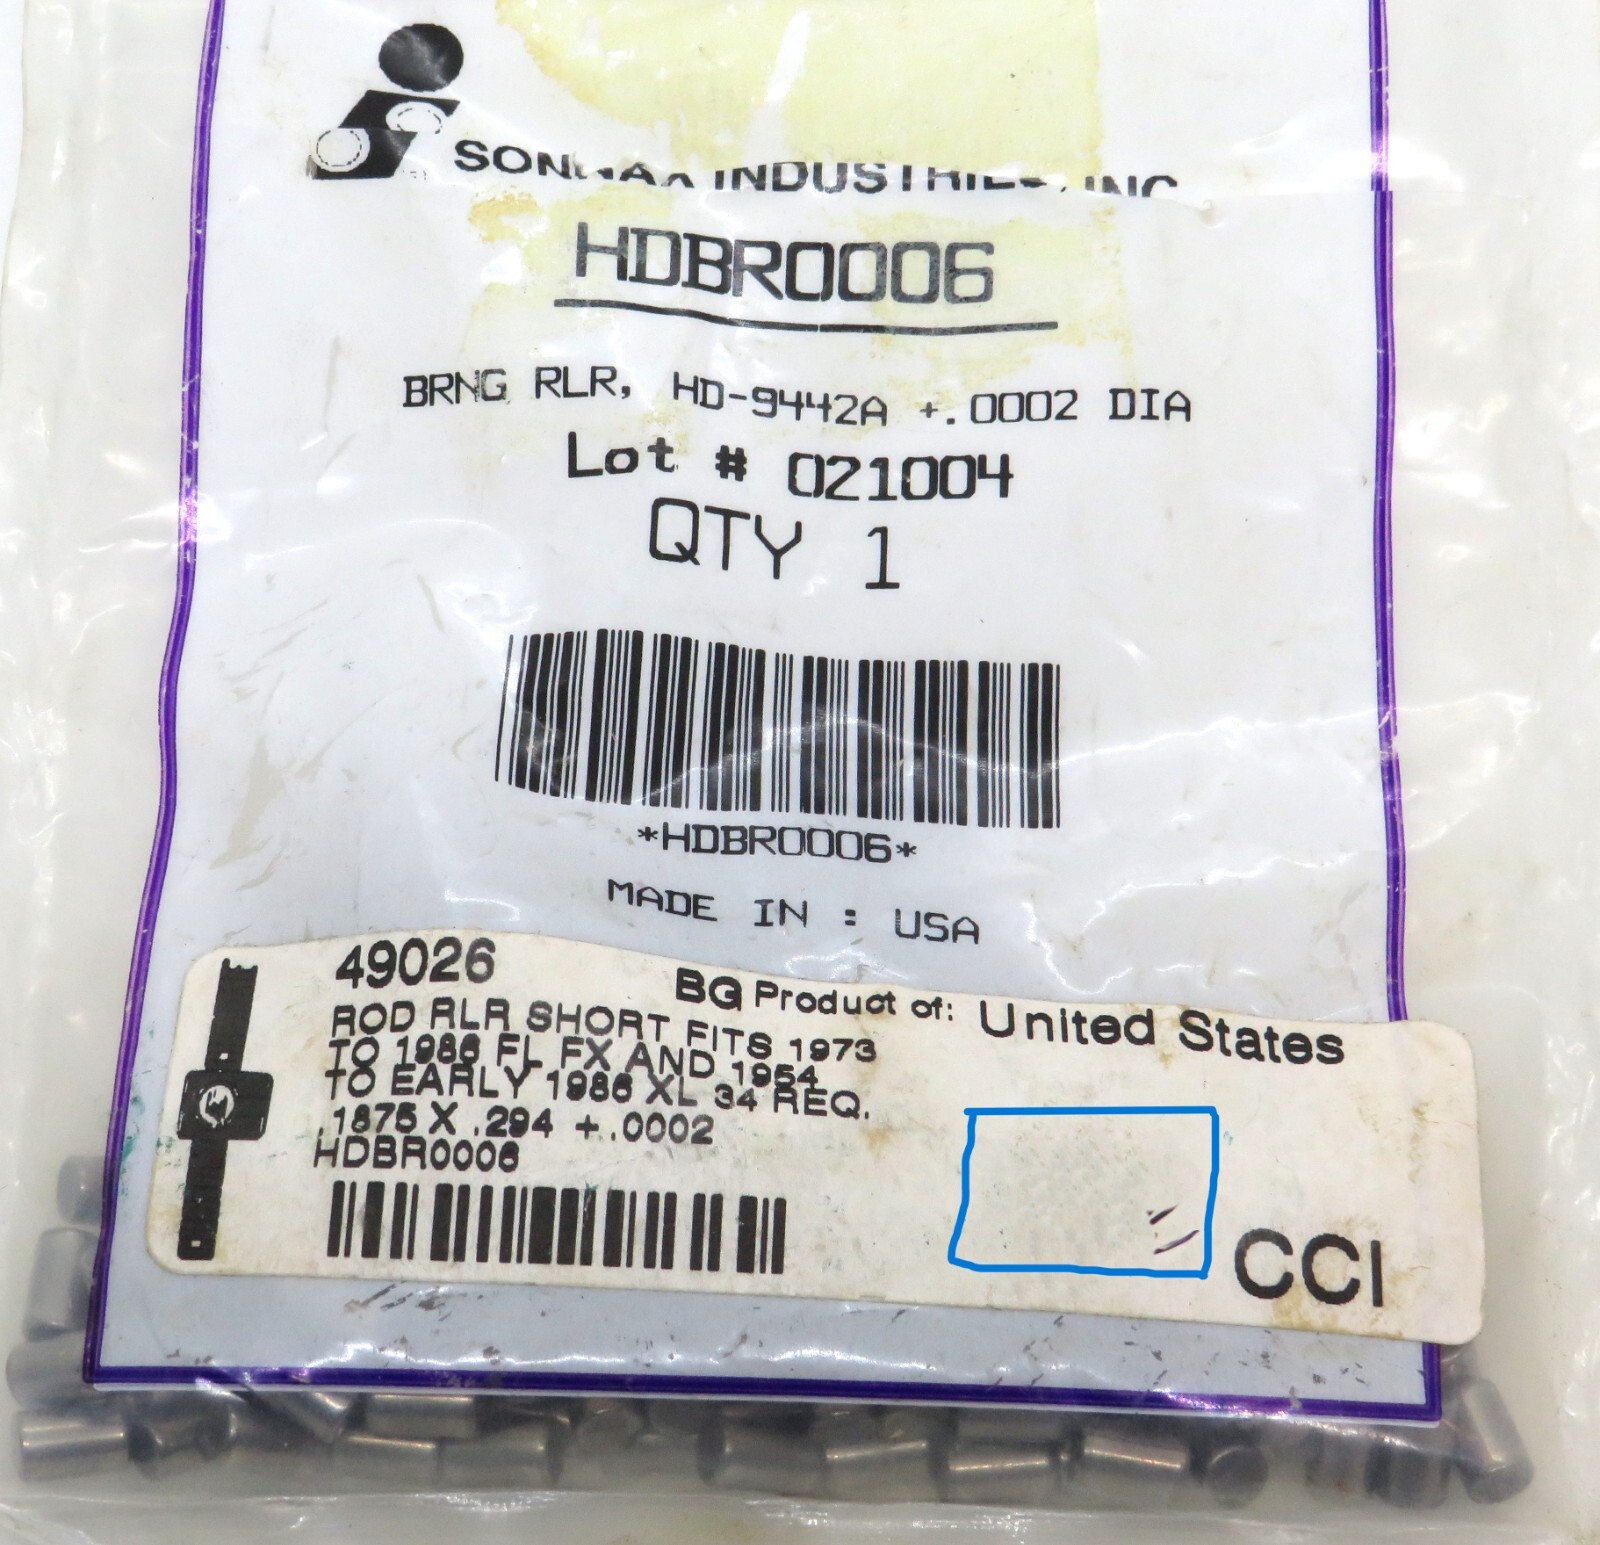 SONNAX INDUSTRIES, INC
HDBR0006
BRNG RLR, HD-9442A +.0002 DIA
Lot # 021004
QTY 1
*HDBR0006*
MADE IN : USA
49026
BG Product of: United States
ROD RLR SHORT FITS 1973
TO 1986 FL FX AND 1954
TO EARLY 1986 XL 34 REQ.
.1875 X .294 +.0002
HDBR0006
CCI